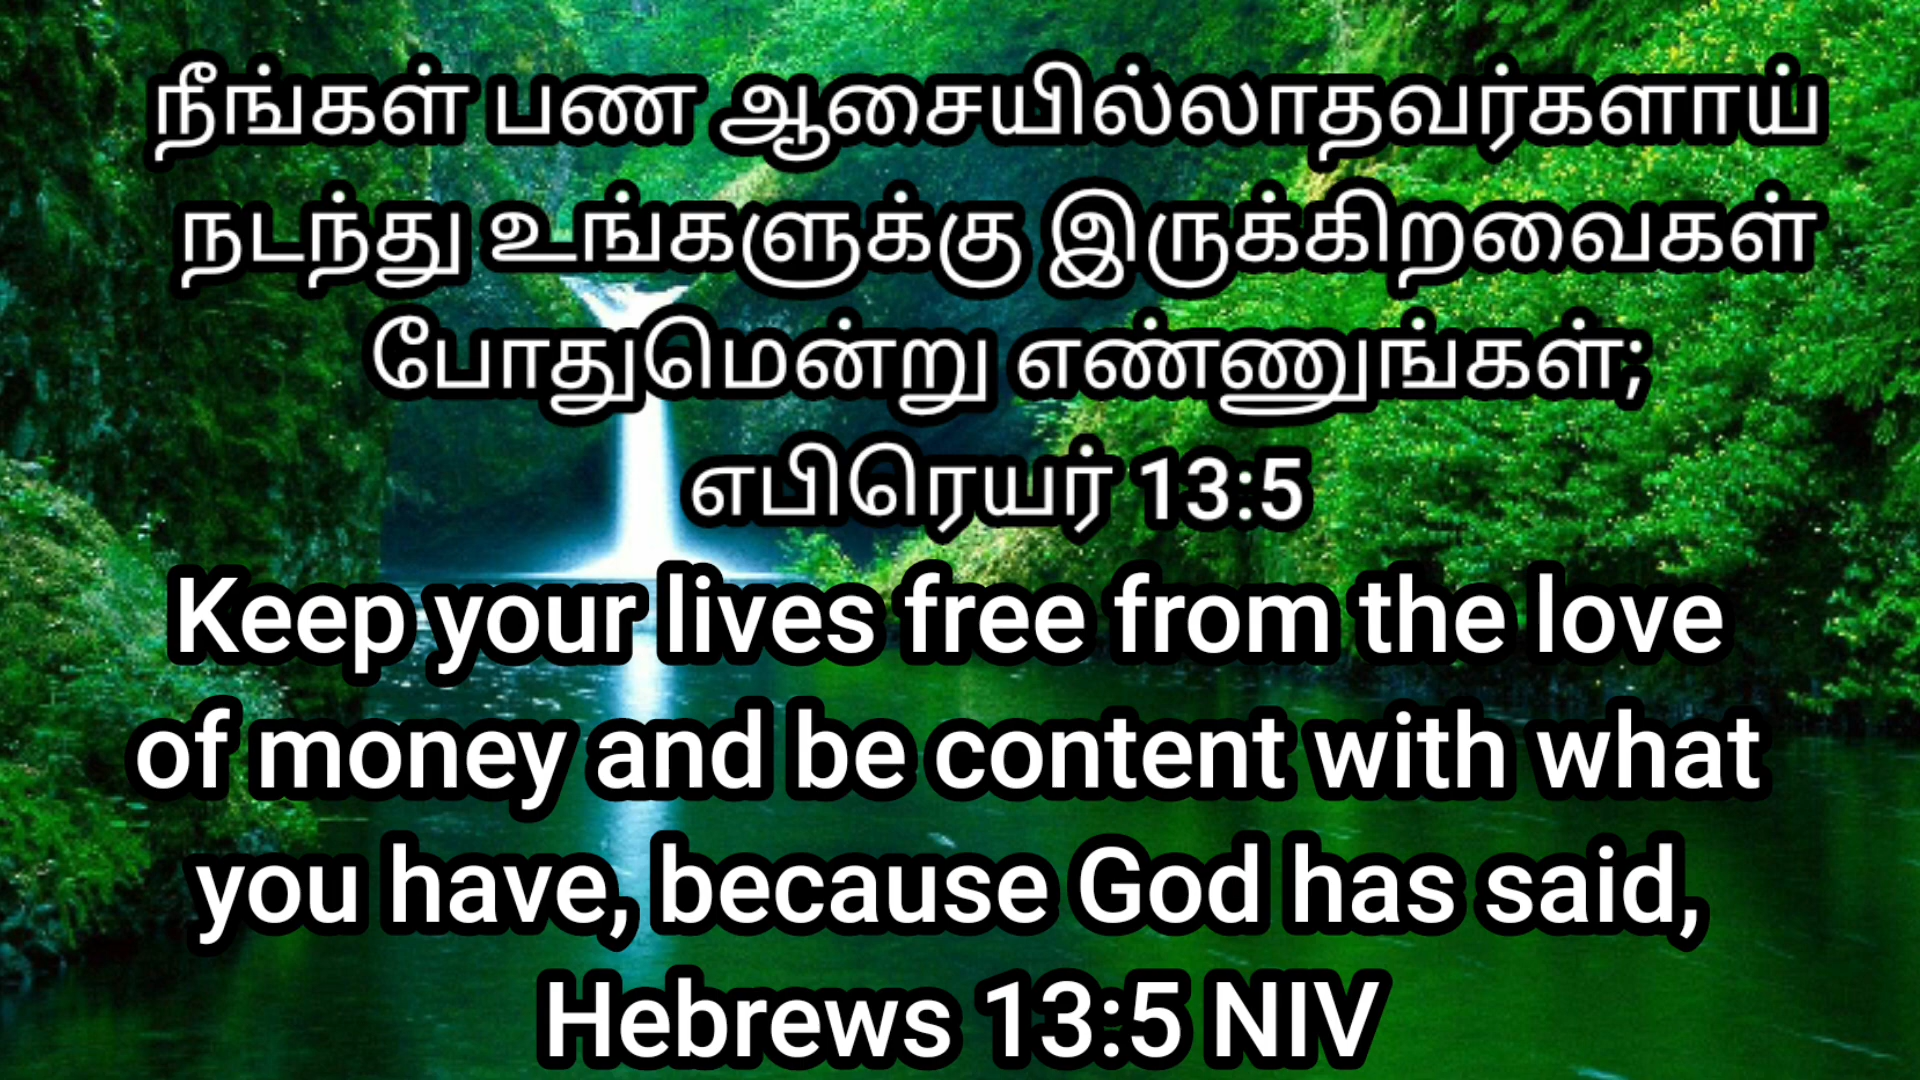 நீங்கள் பண ஆசையில்லாதவர்களாய்
நடந்து உங்களுக்கு இருக்கிறவைகள்
போதுமென்று எண்ணுங்கள்;
எபிரெயர் 13:5
Keep your lives free from the love
of money and be content with what
you have, because God has said,
Hebrews 13:5 NIV